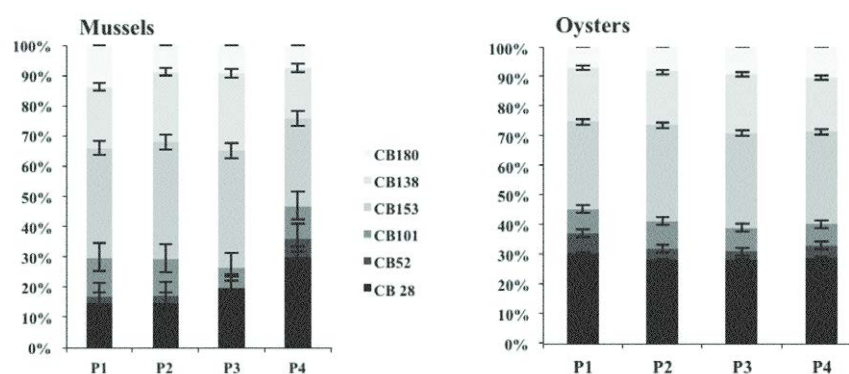 Mussels
100%
90%
80%
70%
60%
50%
40%
30%
20%
10%
0%
P1 P2 P3 P4
CB180
CB138
CB153
CB101
CB52
CB 28
Oysters
100%
90%
80%
70%
60%
50%
40%
30%
20%
10%
0%
P1 P2 P3 P4